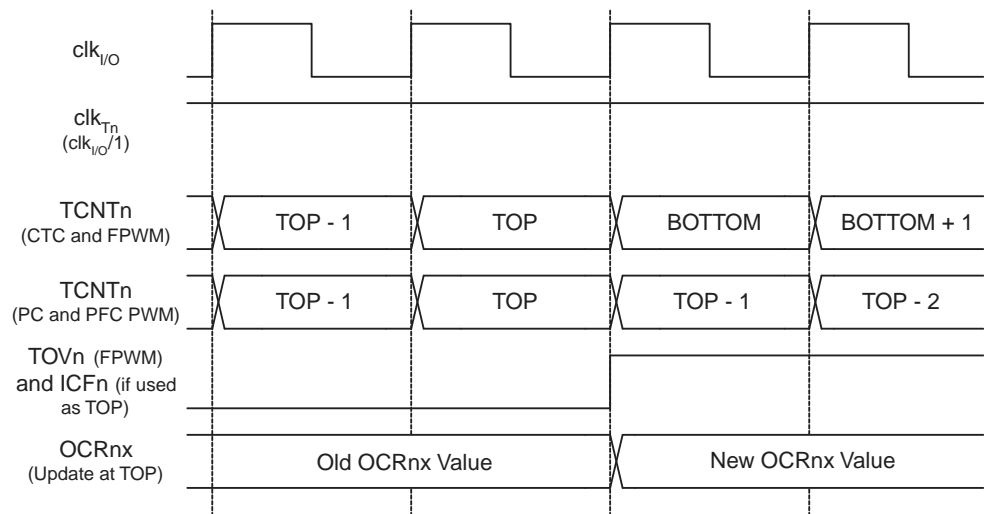 clkI/O
clkTn
(clkI/O/1)
TCNTn
(CTC and FPWM)
TOP - 1
TOP
BOTTOM
BOTTOM + 1
TCNTn
(PC and PFC PWM)
TOP - 1
TOP
TOP - 1
TOP - 2
TOVn (FPWM)
and ICFn (if used
as TOP)
OCRnx
(Update at TOP)
Old OCRnx Value
New OCRnx Value